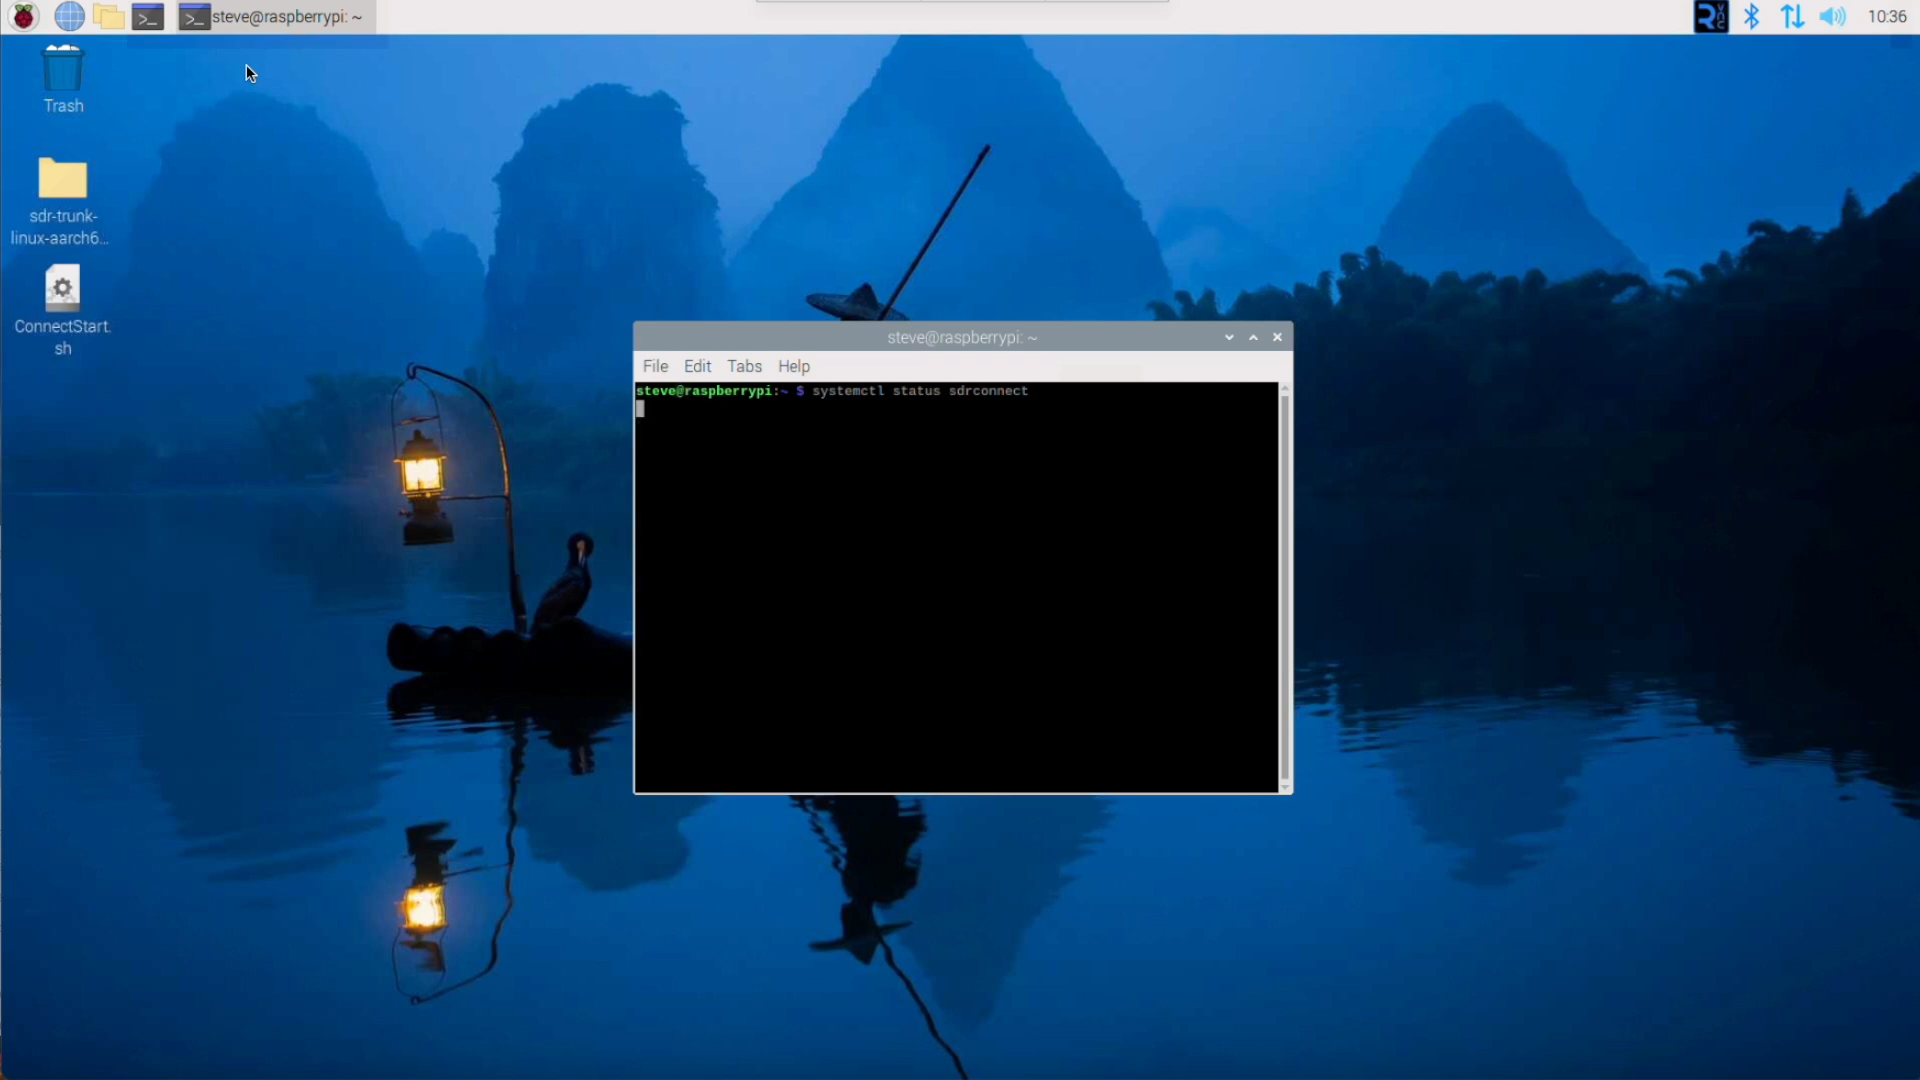 steve@raspberrypi: ~
10:36
Trash
sdr-trunk-
linux-aarch6...
ConnectStart.
sh
steve@raspberrypi: ~
File Edit Tabs Help
steve@raspberrypi:~ $ systemctl status sdrconnect